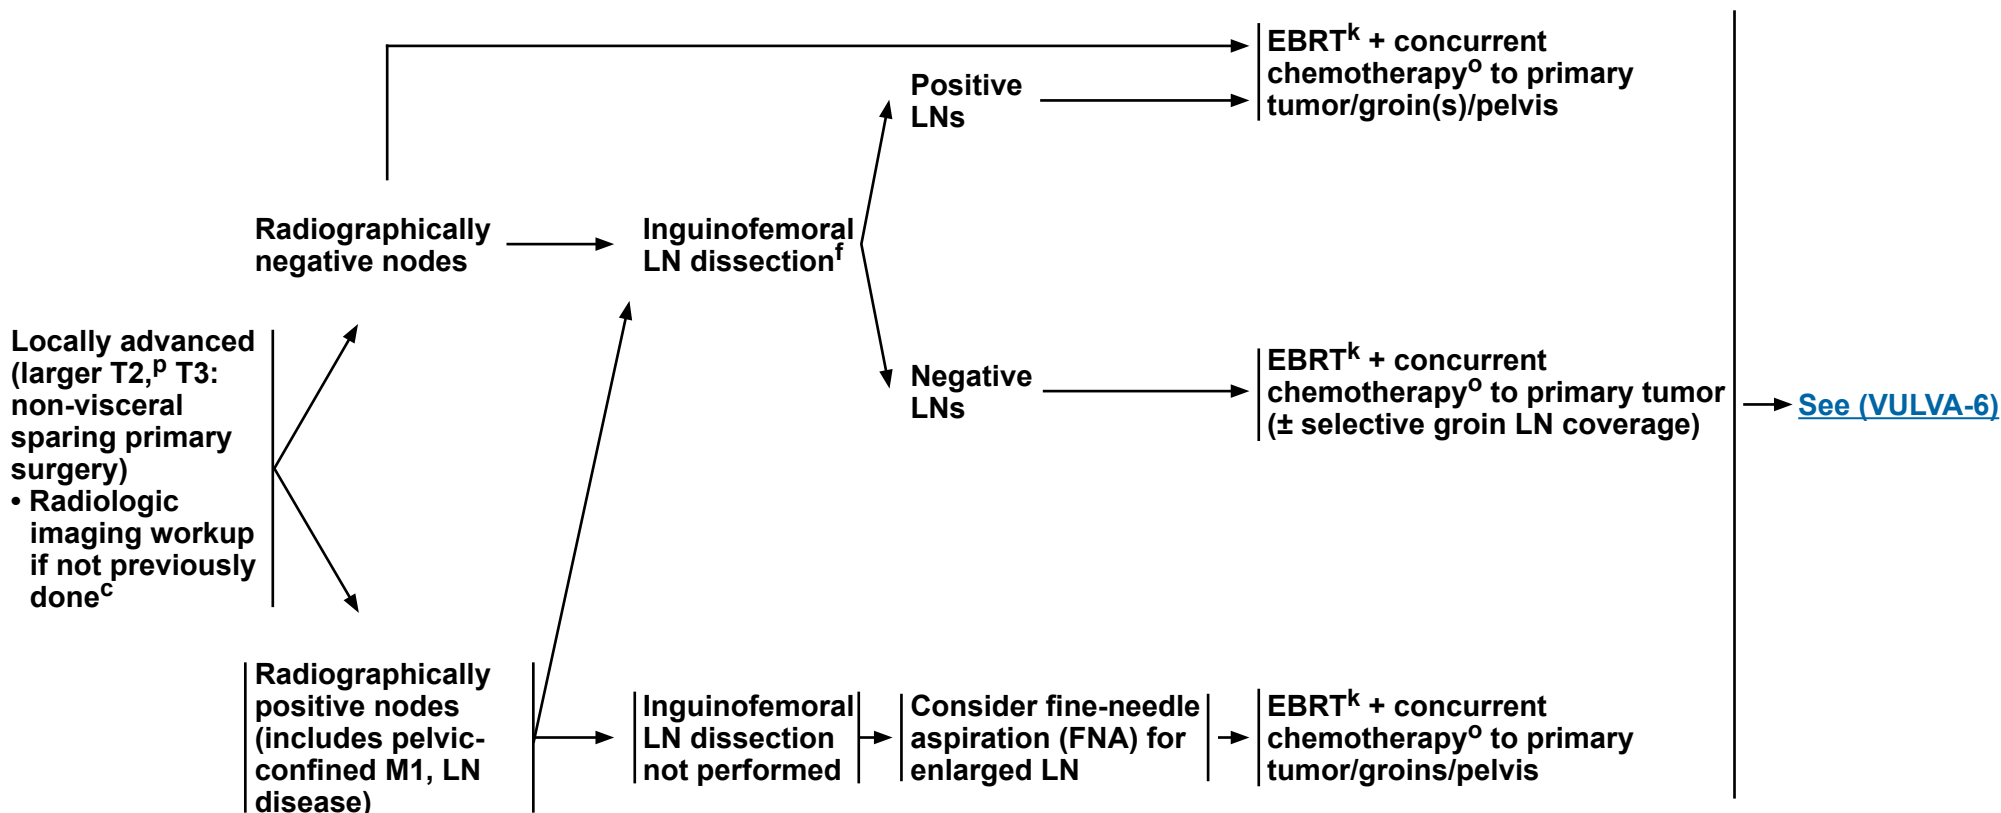 Locally advanced
(larger T2,p T3:
non-visceral
sparing primary
surgery)
• Radiologic
imaging workup
if not previously
donec
Radiographically
negative nodes
Inguinofemoral
LN dissectionf
Positive
LNs
EBRTk + concurrent
chemotherapyo to primary
tumor/groin(s)/pelvis
Negative
LNs
EBRTk + concurrent
chemotherapyo to primary tumor
(± selective groin LN coverage)
Radiographically
positive nodes
(includes pelvic-
confined M1, LN
disease)
Inguinofemoral
LN dissection
not performed
Consider fine-needle
aspiration (FNA) for
enlarged LN
EBRTk + concurrent
chemotherapyo to primary
tumor/groins/pelvis
See (VULVA-6)